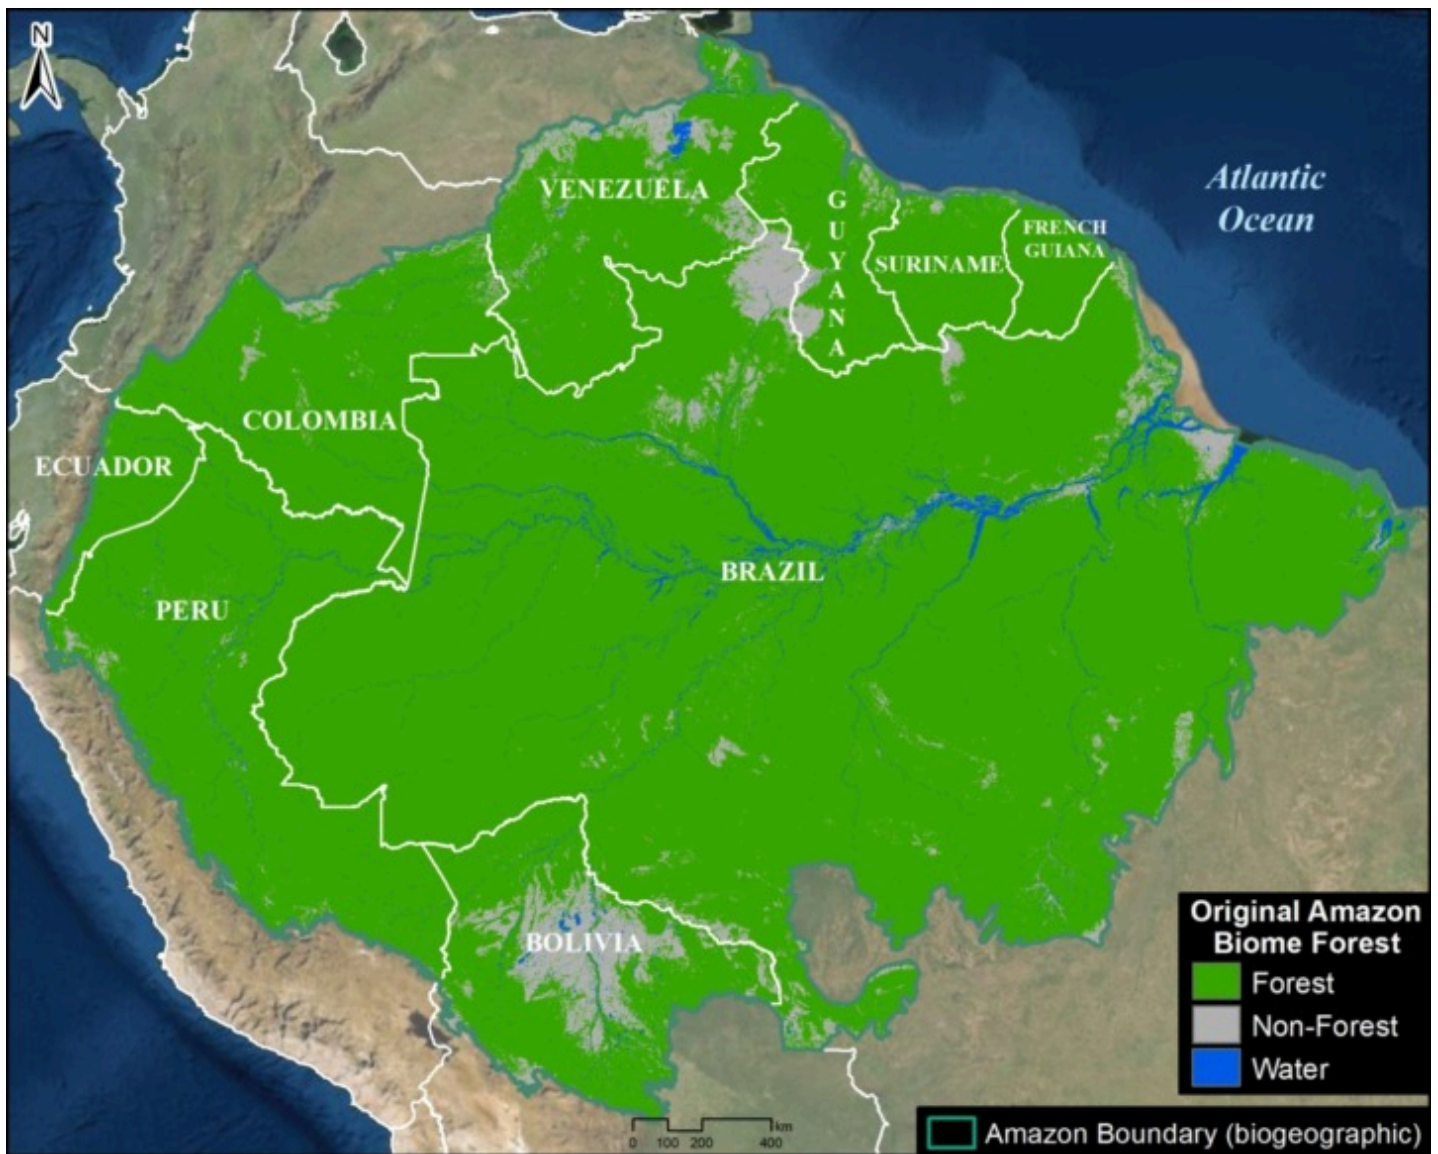 N
Atlantic
Ocean
VENEZUELA
GUYANA
SURINAME
FRENCH
GUIANA
COLOMBIA
ECUADOR
PERU
BRAZIL
BOLIVIA
Original Amazon
Biome Forest
Forest
Non-Forest
Water
km
0 100 200 400
Amazon Boundary (biogeographic)